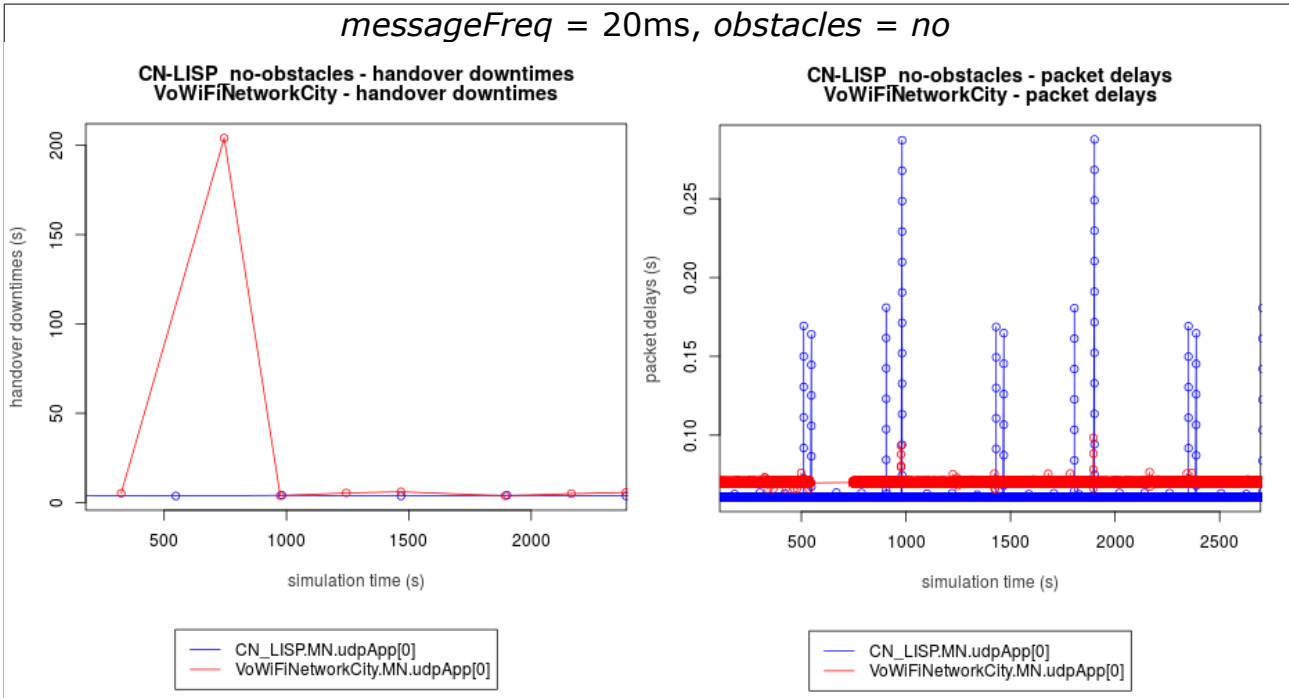 messageFreq = 20ms, obstacles = no
CN-LISP_no-obstacles - handover downtimes
VoWiFiNetworkCity - handover downtimes
handover downtimes (s)
200
150
100
50
0
500
1000
1500
2000
simulation time (s)
CN_LISP.MN.udpApp[0]
VoWiFiNetworkCity.MN.udpApp[0]
CN-LISP_no-obstacles - packet delays
VoWiFiNetworkCity - packet delays
packet delays (s)
0.25
0.20
0.15
0.10
500
1000
1500
2000
2500
simulation time (s)
CN_LISP.MN.udpApp[0]
VoWiFiNetworkCity.MN.udpApp[0]